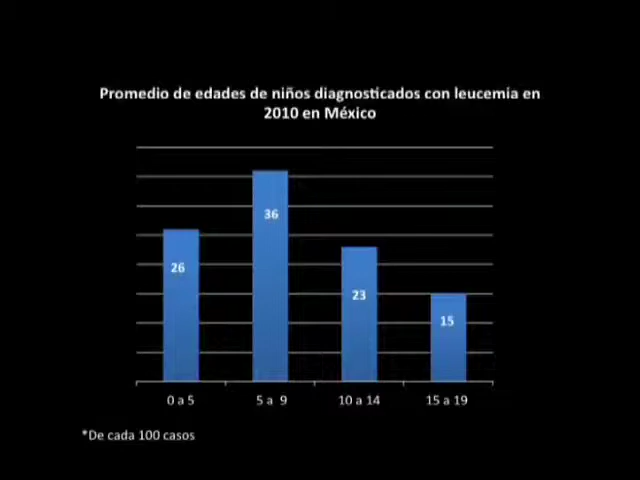 Promedio de edades de niños diagnosticados con leucemia en
2010 en México
36
26
23
15
0 a 5
5 a 9
10 a 14
15 a 19
*De cada 100 casos